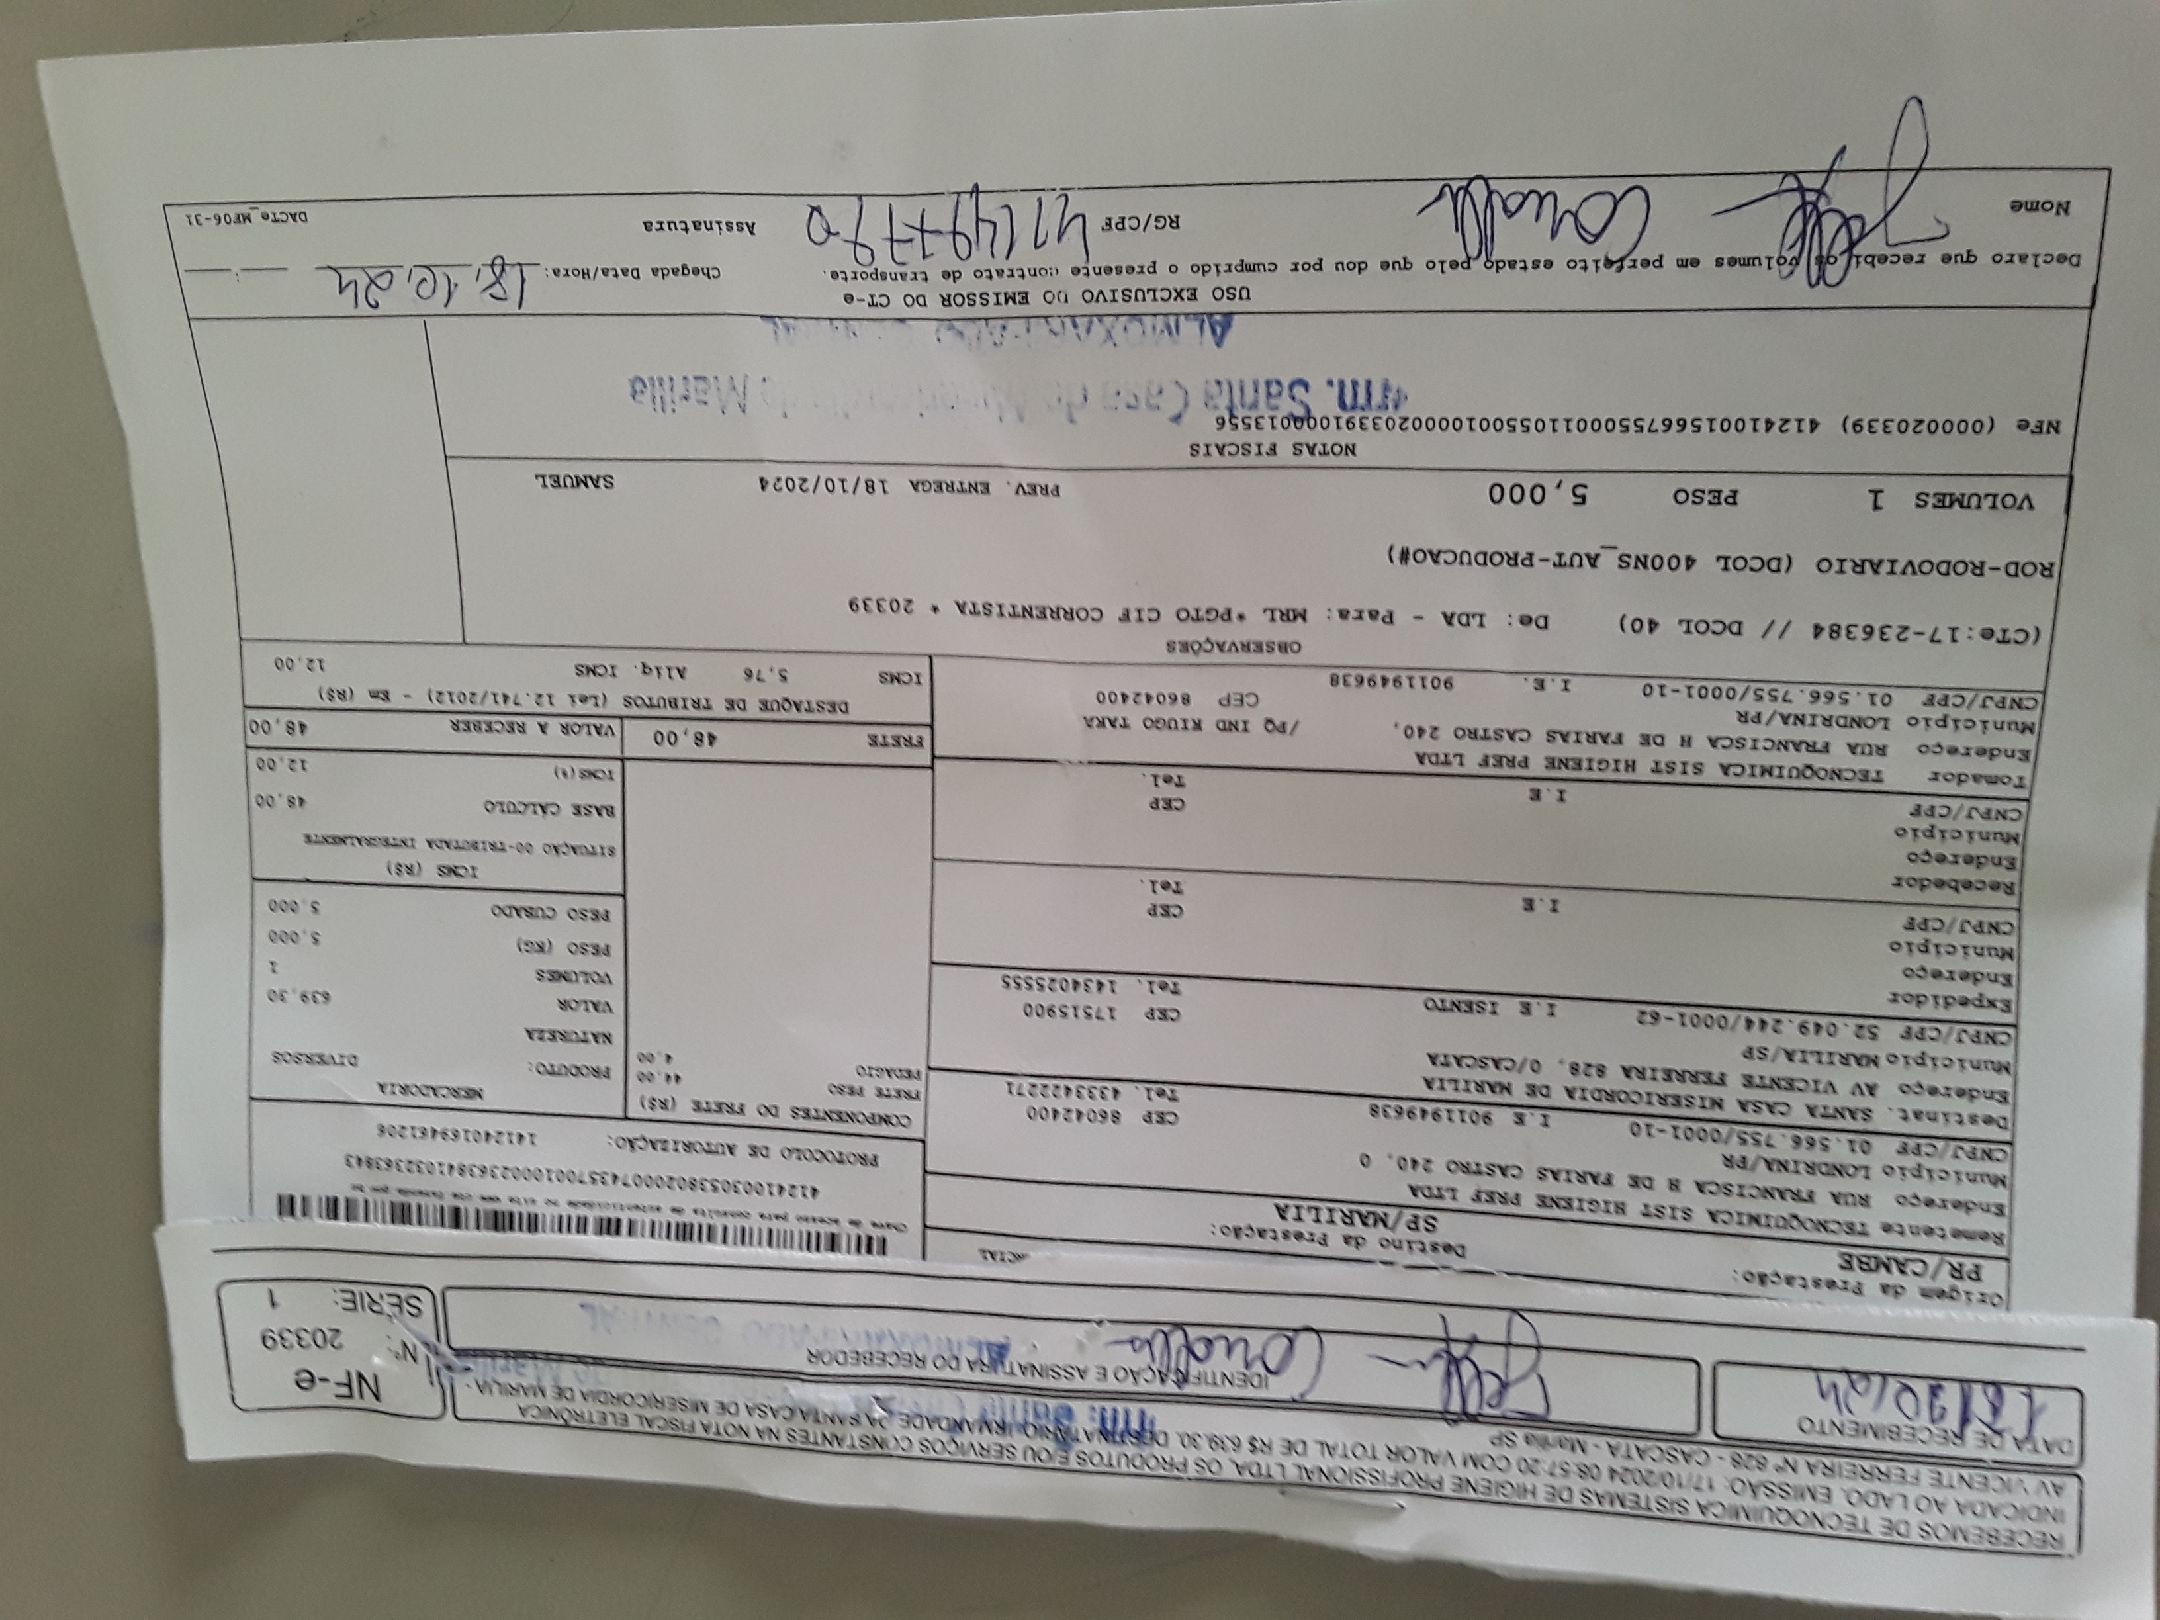 RECEBEMOS DE TECNOQUIMICA SISTEMAS DE HIGIENE PROFISSIONAL LTDA. OS PRODUTOS E/OU SERVIÇOS CONSTANTES NA NOTA FISCAL ELETRÔNICA
INDICADA AO LADO. EMISSÃO: 17/10/2024 08:57:20 COM VALOR TOTAL DE R$ 639,30. DESTINATÁRIO: IRMANDADE DA SANTA CASA DE MISERICORDIA DE MARILIA -
AV VICENTE FERREIRA Nº 828 - CASCATA - Marilia SP
NF-e
Nº: 20339
SÉRIE: 1
DATA DE RECEBIMENTO
18/10/24
IDENTIFICAÇÃO E ASSINATURA DO RECEBEDOR
Origem da Prestação:
PR/CAMBE
Destino da Prestação:
SP/MARILIA
Remetente TECNOQUIMICA SIST HIGIENE PREF LTDA
Endereço RUA FRANCISCA H DE FARIAS CASTRO 240, 0
Município LONDRINA/PR CEP 86042400
CNPJ/CPF 01.566.755/0001-10 I.E 9011949638 Tel. 4333422271
Destinat. SANTA CASA MISERICORDIA DE MARILIA
Endereço AV VICENTE FERREIRA 828, 0/CASCATA
Município MARILIA/SP CEP 17515900
CNPJ/CPF 52.049.244/0001-62 I.E ISENTO Tel. 1434025555
Expedidor
Endereço
Município CEP
CNPJ/CPF I.E Tel.
Recebedor
Endereço
Município CEP
CNPJ/CPF I.E Tel.
Tomador TECNOQUIMICA SIST HIGIENE PREF LTDA
Endereço RUA FRANCISCA H DE FARIAS CASTRO 240, /PQ IND KIUGO TAKA
Município LONDRINA/PR CEP 86042400
CNPJ/CPF 01.566.755/0001-10 I.E. 9011949638
Chave de acesso para consulta de autenticidade no site www.cte.fazenda.gov.br
41241003053802000743570010002363841032363843
PROTOCOLO DE AUTORIZAÇÃO: 141240169461206
COMPONENTES DO FRETE (R$)
FRETE PESO 44,00
PEDAGIO 4,00
MERCADORIA
PRODUTO: DIVERSOS
NATUREZA
VALOR 639,30
VOLUMES 1
PESO (KG) 5,000
PESO CUBADO 5,000
ICMS (R$)
SITUAÇÃO 00-TRIBUTADA INTEGRALMENTE
BASE CÁLCULO 48,00
ICMS(%) 12,00
FRETE 48,00
VALOR A RECEBER 48,00
DESTAQUE DE TRIBUTOS (Lei 12.741/2012) - Em (R$)
ICMS 5,76 Aliq. ICMS 12,00
OBSERVAÇÕES
(CTe:17-236384 // DCOL 40) De: LDA - Para: MRL *PGTO CIF CORRENTISTA * 20339
ROD-RODOVIARIO (DCOL 400NS_AUT-PRODUCAO#)
VOLUMES 1 PESO 5,000 PREV. ENTREGA 18/10/2024 SAMUEL
NOTAS FISCAIS
NFe (000020339) 41241001566755000110550010000203391000013556
Irm. Santa Casa de Misericórdia de Marília
ALMOXARIFADO CENTRAL
USO EXCLUSIVO DO EMISSOR DO CT-e
Declaro que recebi os volumes em perfeito estado pelo que dou por cumprido o presente contrato de transporte.
Chegada Data/Hora: 18.10.24
Nome
RG/CPF
Assinatura
DACTe_MF06-31